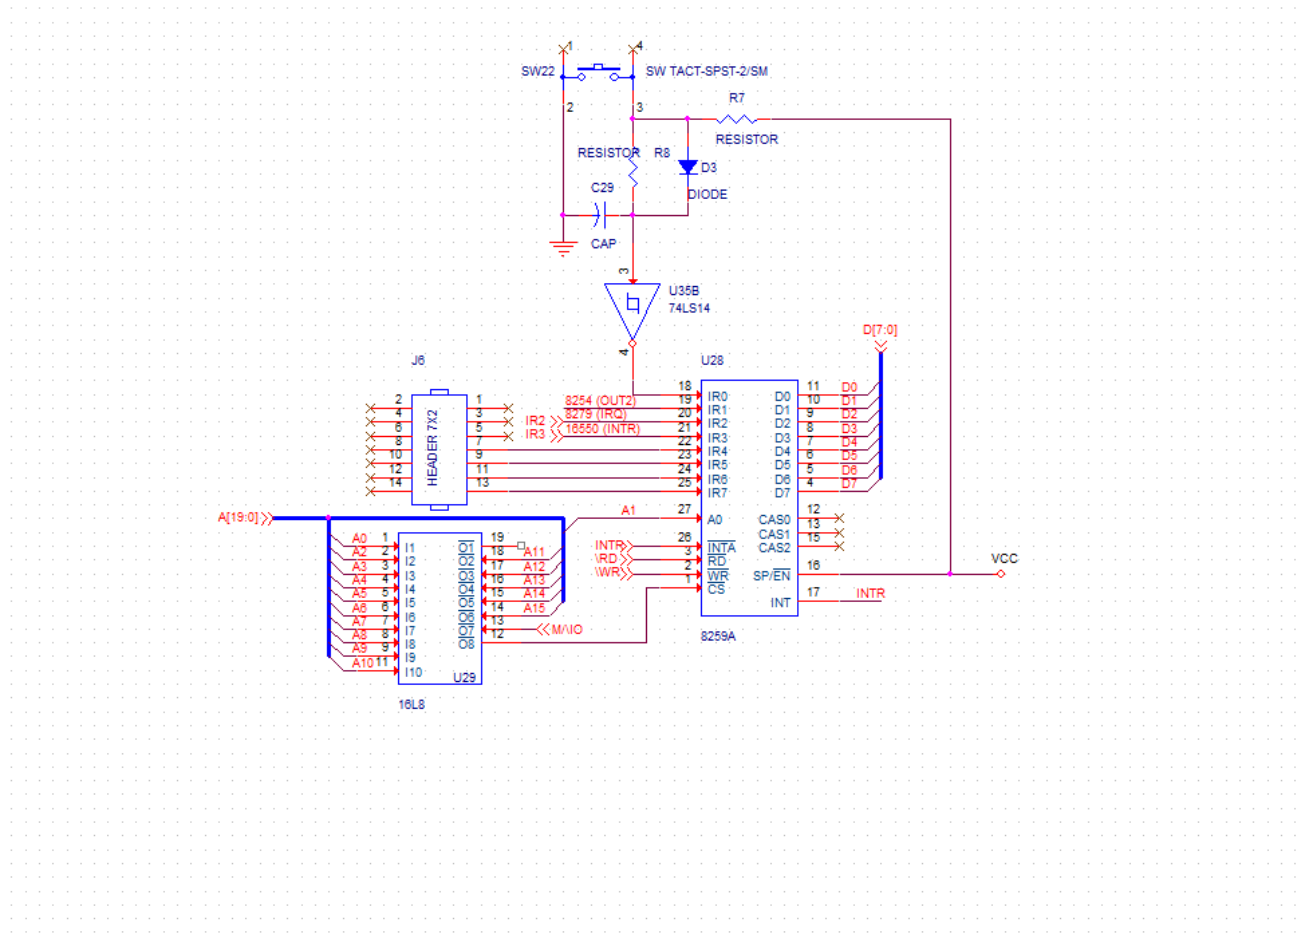 1
4
SW22
SW TACT-SPST-2/SM
2
3
R7
RESISTOR
RESISTOR
R8
D3
DIODE
C29
CAP
3
U35B
74LS14
4
D[7:0]
J6
U28
HEADER 7X2
2
4
6
8
10
12
14
1
3
5
7
9
11
13
8254 (OUT2)
IR2
8279 (IRQ)
IR3
16550 (INTR)
18 IR0
19 IR1
20 IR2
21 IR3
22 IR4
23 IR5
24 IR6
25 IR7
D0 11 D0
D1 10 D1
D2 9 D2
D3 8 D3
D4 7 D4
D5 6 D5
D6 5 D6
D7 4 D7
A1 27 A0
CAS0 12
CAS1 13
CAS2 15
INTR 26 INTA
\RD 3 RD
\WR 2 WR
1 CS
SP/EN 16
VCC
INT 17 INTR
8259A
A[19:0]
A0 1 I1
A2 2 I2
A3 3 I3
A4 4 I4
A5 5 I5
A6 6 I6
A7 7 I7
A8 8 I8
A9 9 I9
A10 11 I10
O1 19
O2 18 A11
O3 17 A12
O4 16 A13
O5 15 A14
O6 14 A15
O7 13 M/\IO
O8 12
U29
16L8